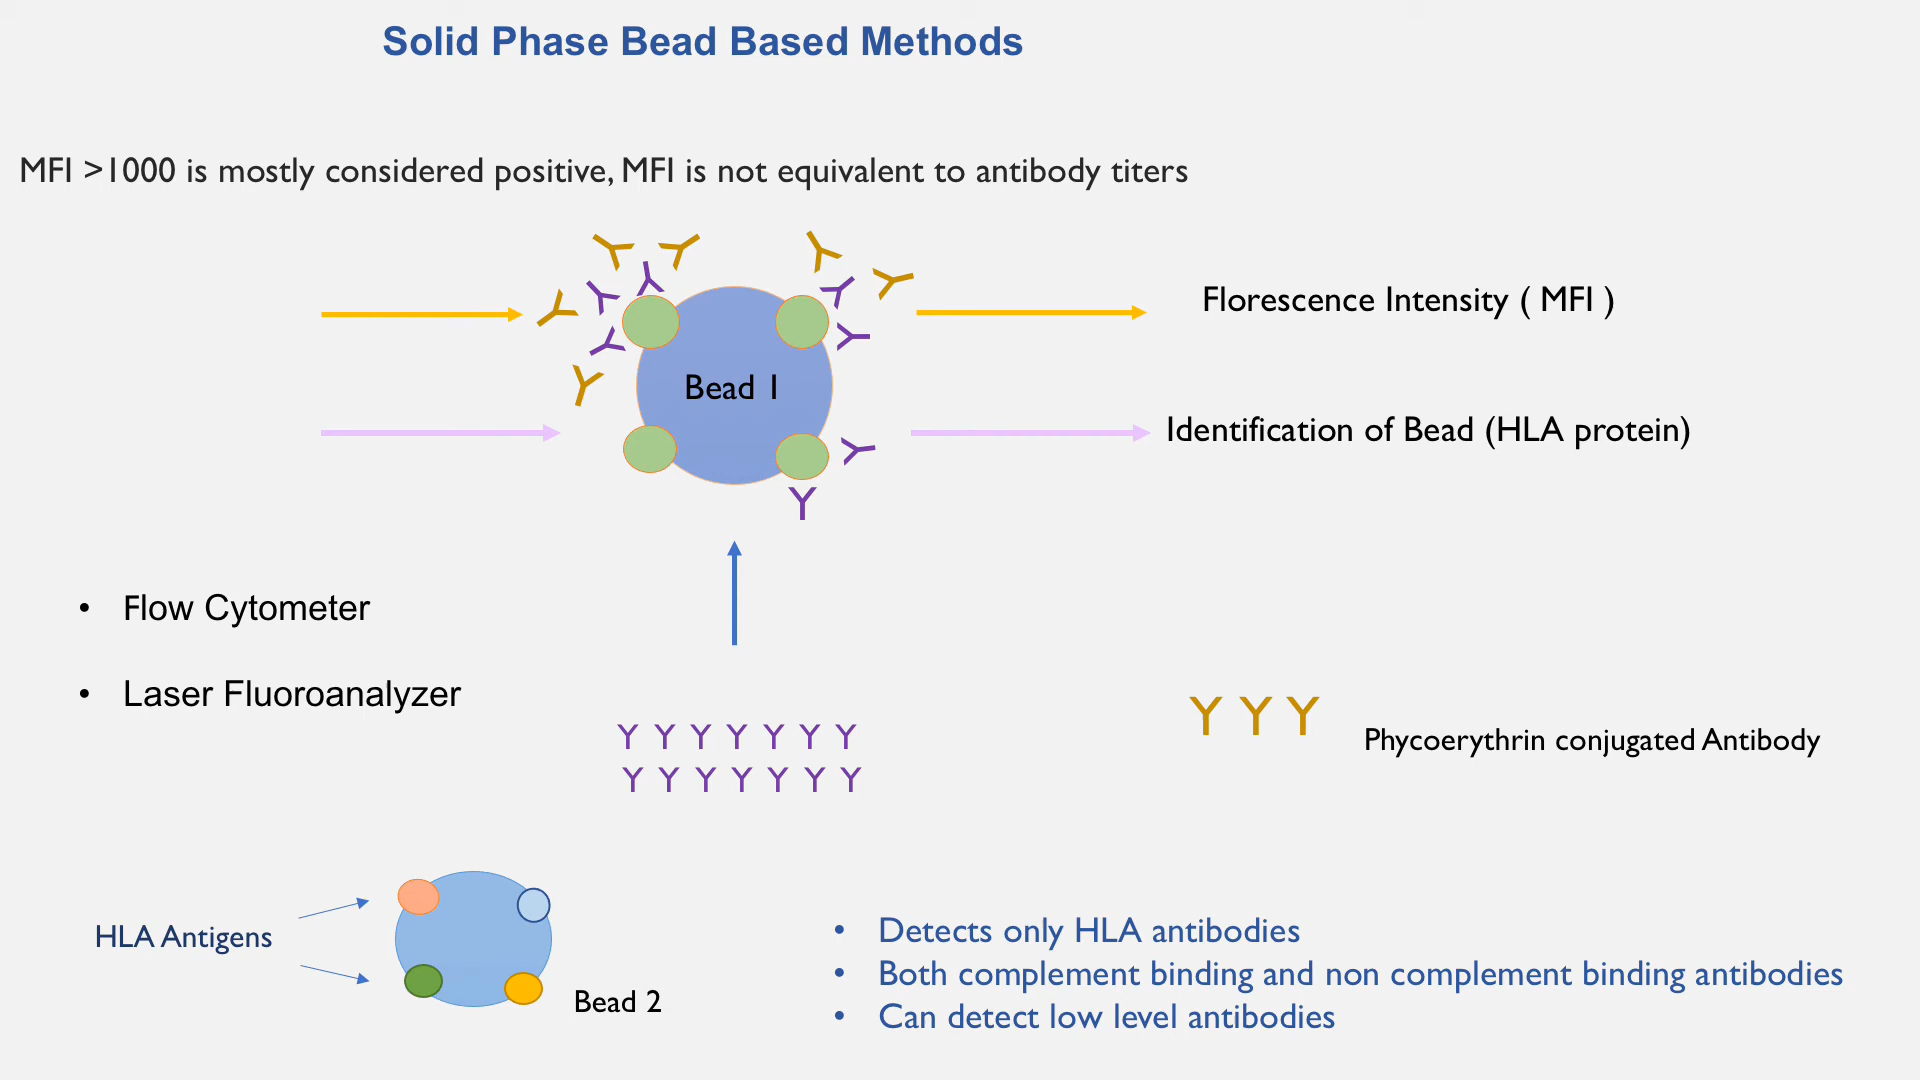 Solid Phase Bead Based Methods
MFI >1000 is mostly considered positive, MFI is not equivalent to antibody titers
Florescence Intensity ( MFI )
Bead 1
Identification of Bead (HLA protein)
• Flow Cytometer
• Laser Fluoroanalyzer
Phycoerythrin conjugated Antibody
HLA Antigens
Bead 2
• Detects only HLA antibodies
• Both complement binding and non complement binding antibodies
• Can detect low level antibodies